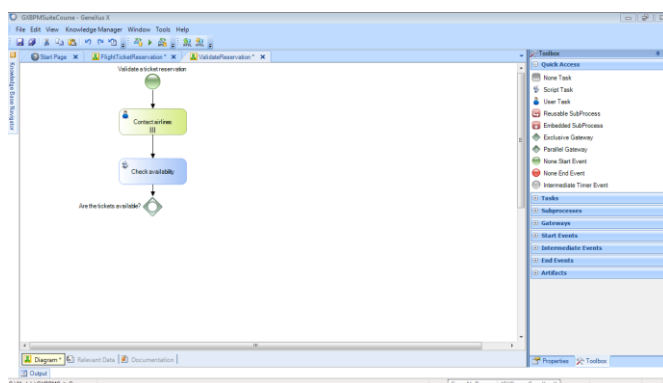 GXBPMSuiteCourse - GeneXus X
File Edit View Knowledge Manager Window Tools Help
Start Page
FlightTicketReservation *
ValidateReservation *
Knowledge Base Navigator
Validate a ticket reservation
Contact airlines
Check availability
Are the tickets available?
Toolbox
Quick Access
None Task
Script Task
User Task
Reusable SubProcess
Embedded SubProcess
Exclusive Gateway
Parallel Gateway
None Start Event
None End Event
Intermediate Timer Event
Tasks
Subprocesses
Gateways
Start Events
Intermediate Events
End Events
Artifacts
Diagram *
Relevant Data
Documentation
Properties
Toolbox
Output